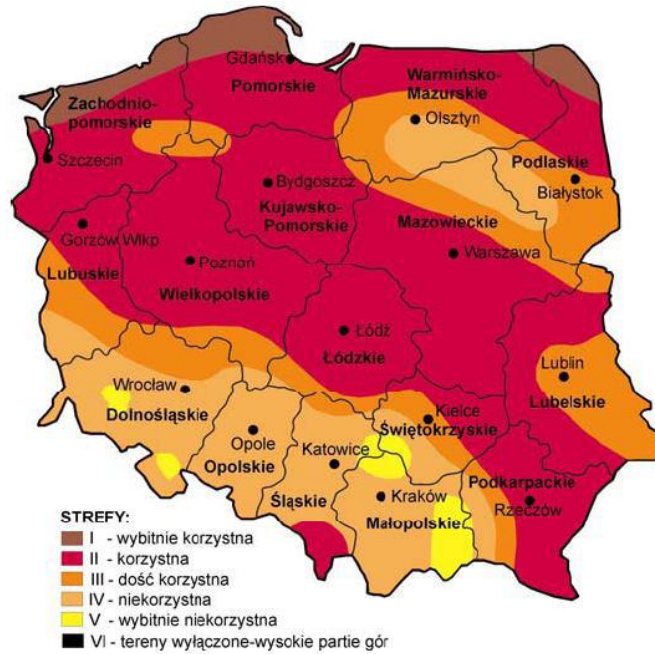 Gdańsk
Pomorskie
Warmińsko-
Mazurskie
Zachodnio-
pomorskie
Olsztyn
Szczecin
Podlaskie
Białystok
Bydgoszcz
Kujawsko-
Pomorskie
Mazowieckie
Gorzów Wlkp
Warszawa
Poznoń
Lubuskie
Wielkopolskie
Łódź
Łódzkie
Lublin
Lubelskie
Wrocław
Dolnośląskie
Kielce
Świętokrzyskie
Opole
Opolskie
Katowice
Śląskie
Podkarpackie
Rzeczów
Kraków
Małopolskie
STREFY:
I - wybitnie korzystna
II - korzystna
III - dość korzystna
IV - niekorzystna
V - wybitnie niekorzystna
VI - tereny wyłączone-wysokie partie gór